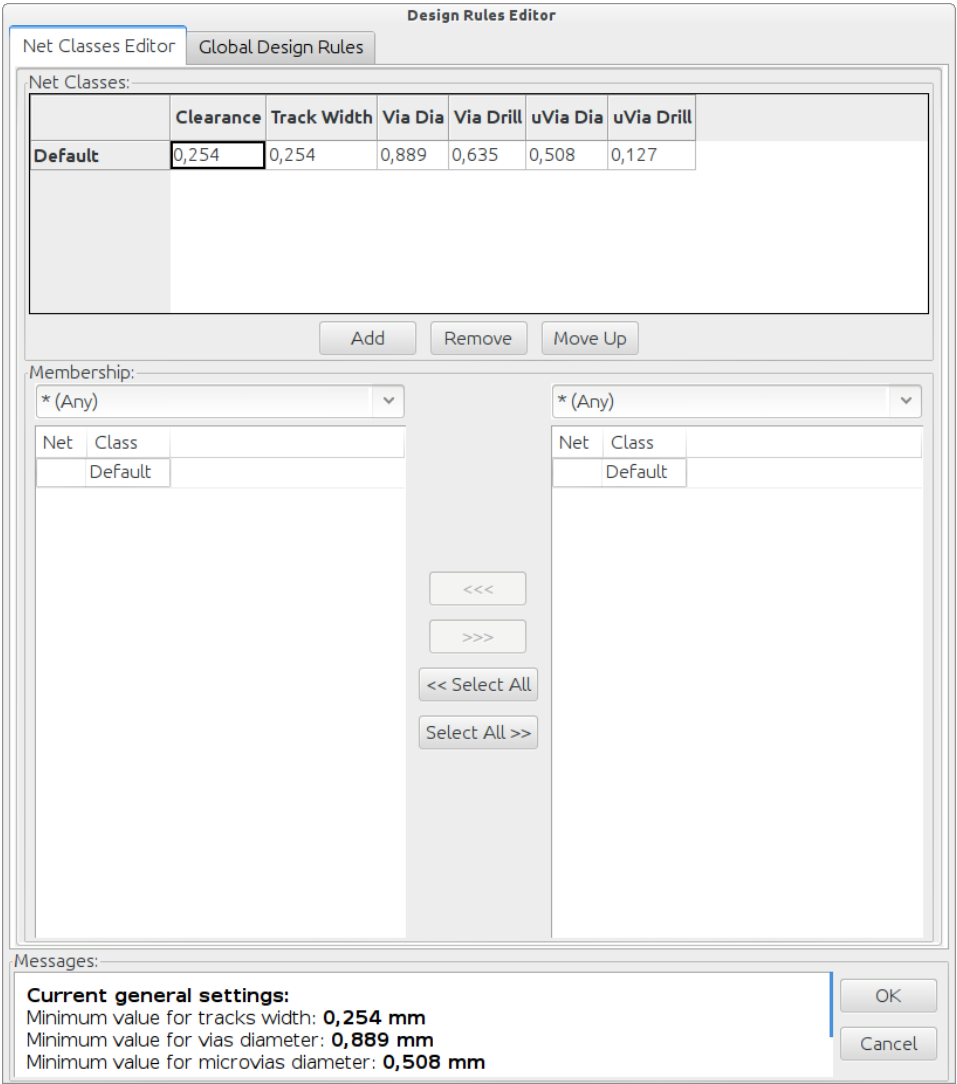 Design Rules Editor
Net Classes Editor Global Design Rules
Net Classes:
Clearance Track Width Via Dia Via Drill uVia Dia uVia Drill
Default 0,254 0,254 0,889 0,635 0,508 0,127
Add Remove Move Up
Membership:
* (Any) * (Any)
Net Class Net Class
Default Default
<<<
>>>
<< Select All
Select All >>
Messages:
Current general settings:
Minimum value for tracks width: 0,254 mm
Minimum value for vias diameter: 0,889 mm
Minimum value for microvias diameter: 0,508 mm
OK
Cancel